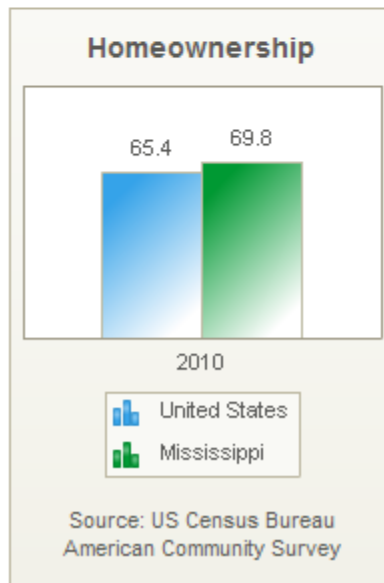 Homeownership
65.4
69.8
2010
United States
Mississippi
Source: US Census Bureau
American Community Survey